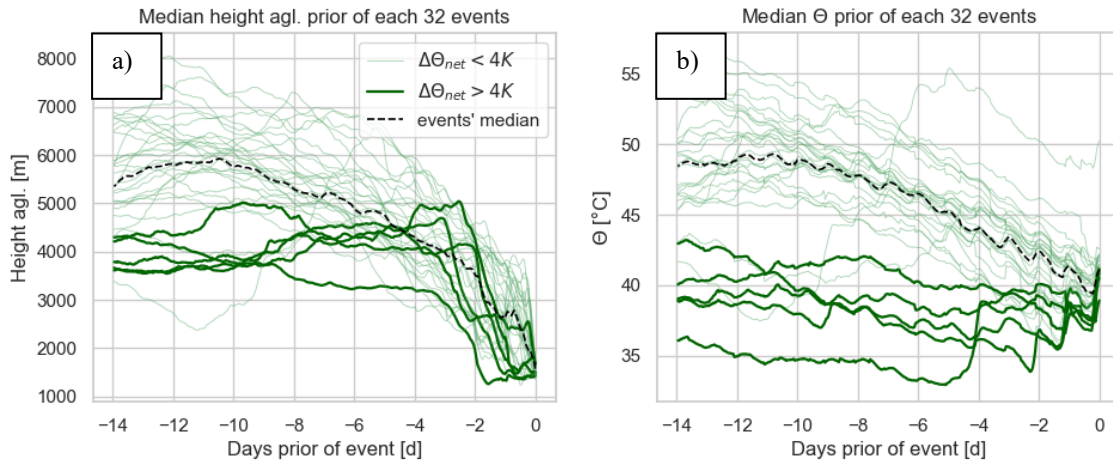 Median height agl. prior of each 32 events
a)
ΔΘnet < 4K
ΔΘnet > 4K
events' median
Height agl. [m]
8000
7000
6000
5000
4000
3000
2000
1000
−14 −12 −10 −8 −6 −4 −2 0
Days prior of event [d]
Median Θ prior of each 32 events
b)
Θ [°C]
55
50
45
40
35
−14 −12 −10 −8 −6 −4 −2 0
Days prior of event [d]